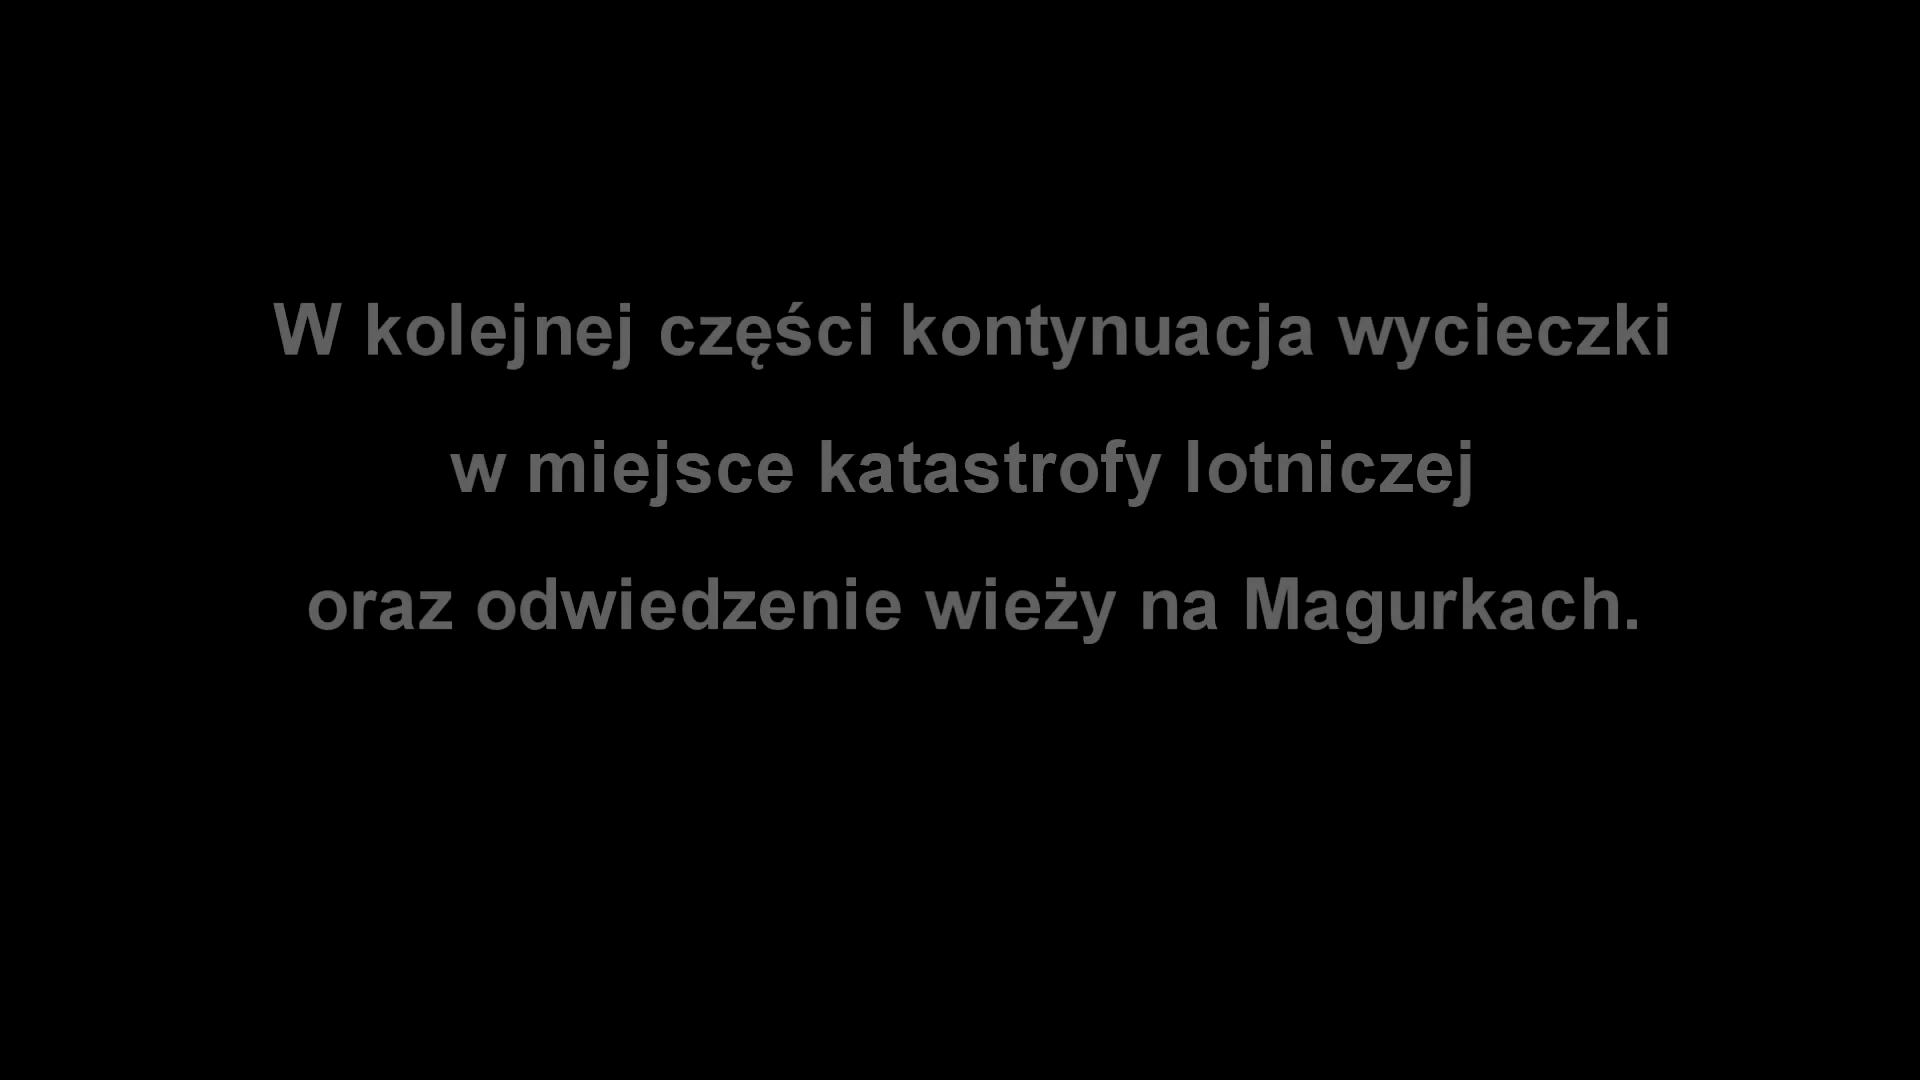 W kolejnej części kontynuacja wycieczki
w miejsce katastrofy lotniczej
oraz odwiedzenie wieży na Magurkach.